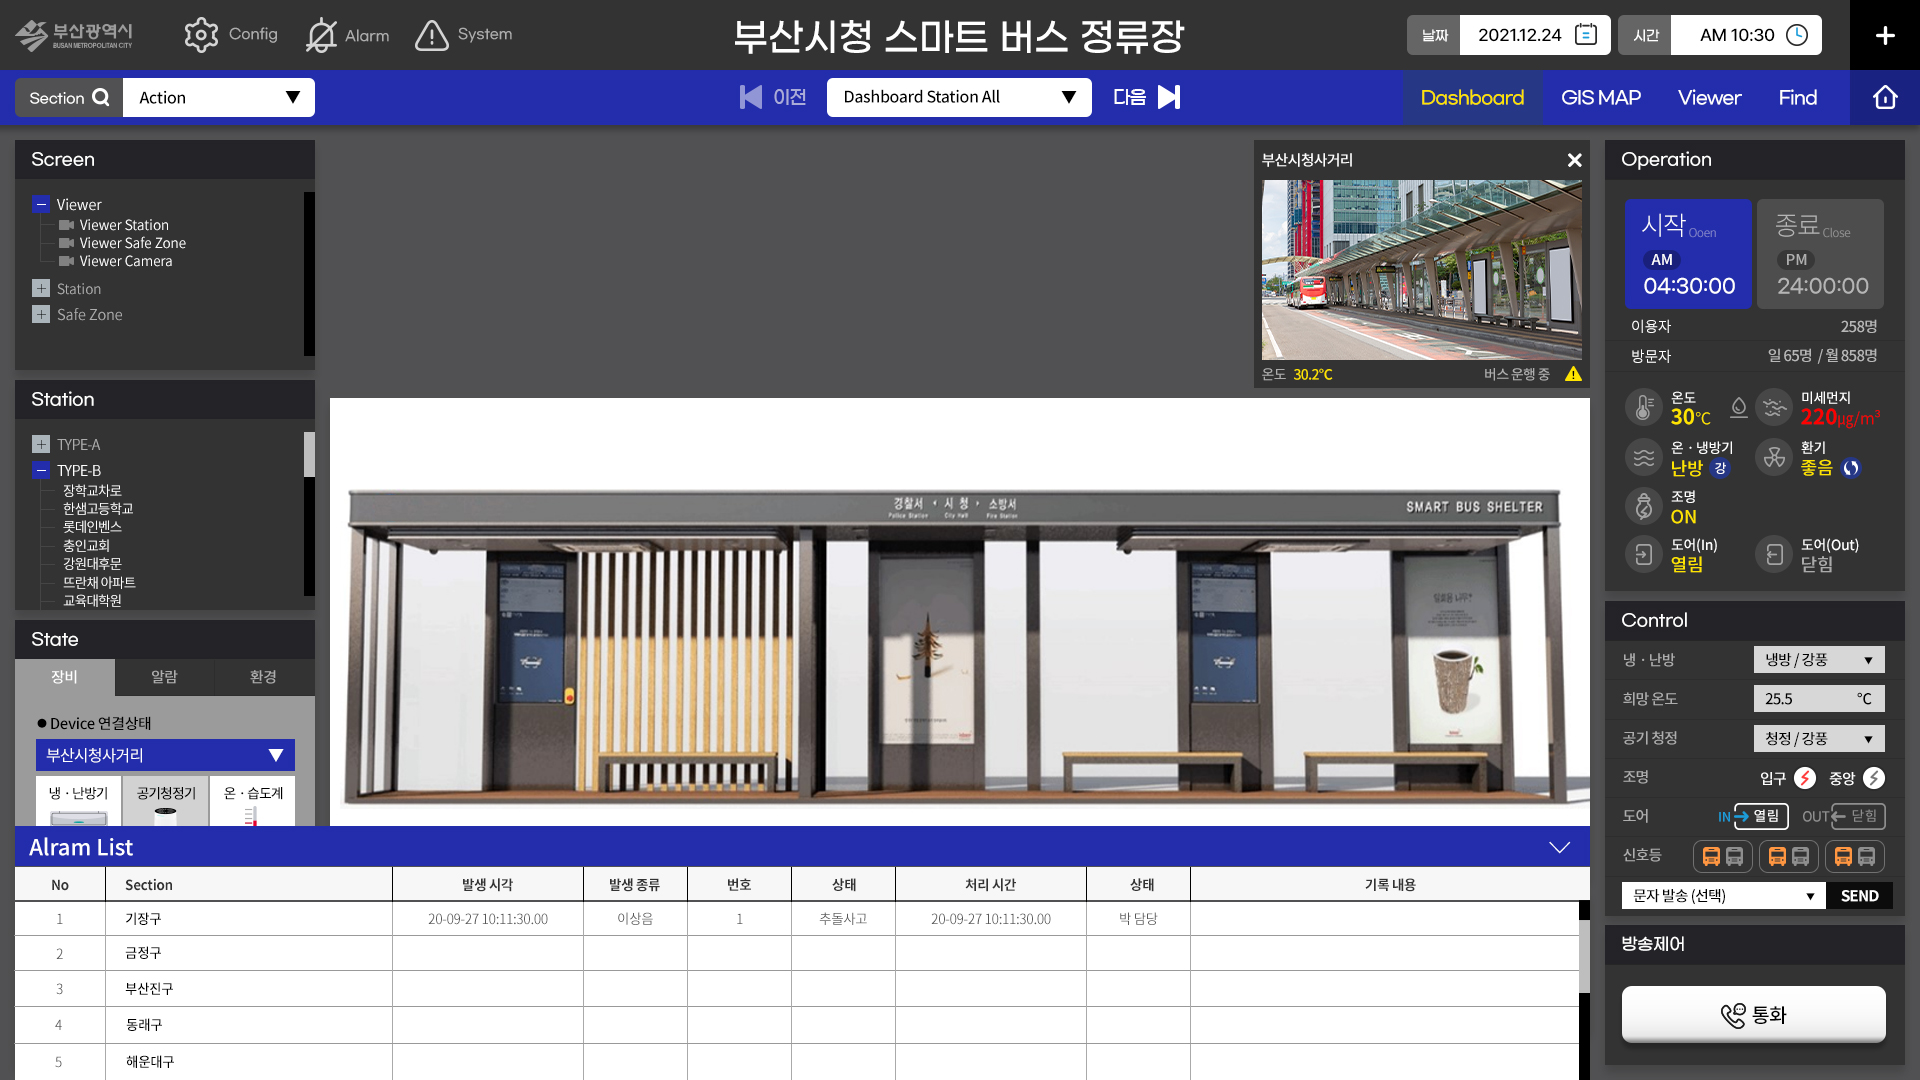 부산광역시
BUSAN METROPOLITAN CITY
Config
Alarm
System
부산시청 스마트 버스 정류장
날짜 2021.12.24
시간 AM 10:30
Section Action
이전 Dashboard Station All 다음
Dashboard GIS MAP Viewer Find
Screen
Viewer
Viewer Station
Viewer Safe Zone
Viewer Camera
Station
Safe Zone
Station
TYPE-A
TYPE-B
장학교차로
한샘고등학교
롯데인벤스
충인교회
강원대후문
뜨란채 아파트
교육대학원
State
장비 알람 환경
Device 연결상태
부산시청사거리
냉 · 난방기 공기청정기 온 · 습도계
부산시청사거리
온도 30.2℃ 버스 운행 중
경찰서 · 시 청 · 소방서
Police Station City Hall Fire Station
SMART BUS SHELTER
Operation
시작 Ooen
AM
04:30:00
종료 Close
PM
24:00:00
이용자 258명
방문자 일 65명 / 월 858명
온도
30℃
미세먼지
220μg/m³
온 · 냉방기
난방 강
환기
좋음
조명
ON
도어(In)
열림
도어(Out)
닫힘
Control
냉 · 난방 냉방 / 강풍
희망 온도 25.5 ℃
공기 청정 청정 / 강풍
조명 입구 중앙
도어 IN 열림 OUT 닫힘
신호등
문자 발송 (선택) SEND
방송제어
통화
Alram List
No Section 발생 시각 발생 종류 번호 상태 처리 시간 상태 기록 내용
1 기장구 20-09-27 10:11:30.00 이상음 1 추돌사고 20-09-27 10:11:30.00 박 담당
2 금정구
3 부산진구
4 동래구
5 해운대구